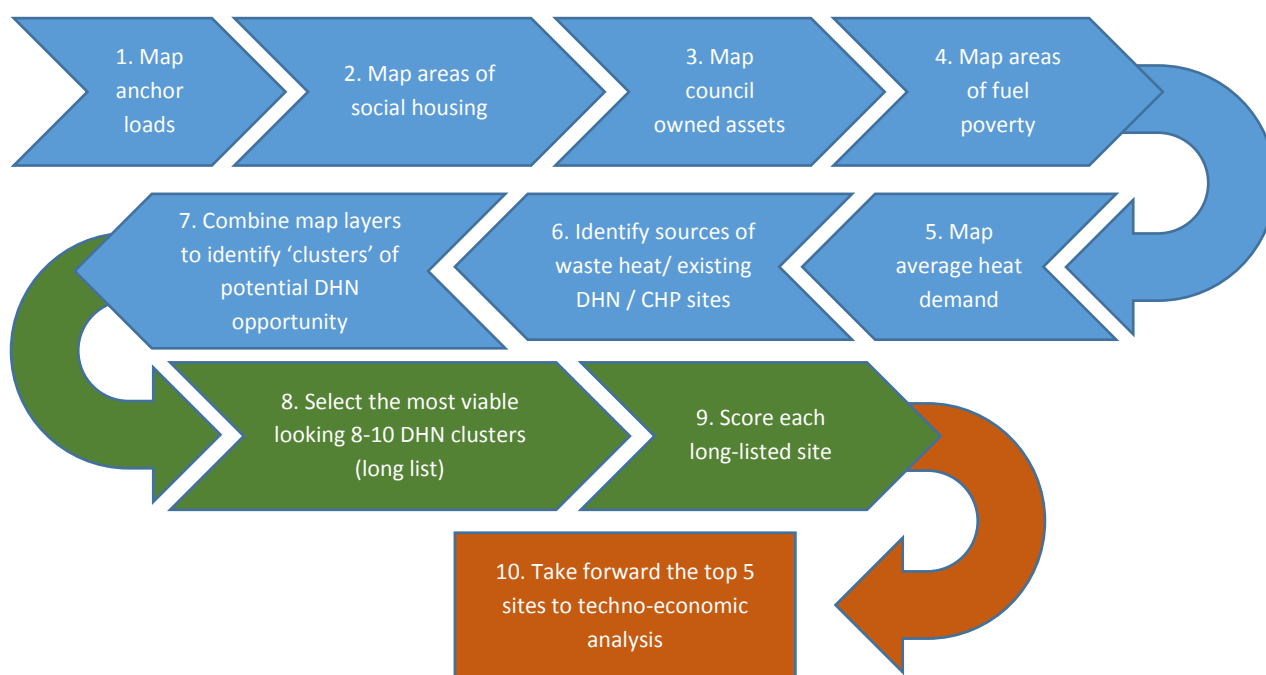 1. Map
anchor
loads
2. Map areas of
social housing
3. Map
council
owned assets
4. Map areas
of fuel
poverty
5. Map
average heat
demand
6. Identify sources of
waste heat/ existing
DHN / CHP sites
7. Combine map layers
to identify ‘clusters’ of
potential DHN
opportunity
8. Select the most viable
looking 8-10 DHN clusters
(long list)
9. Score each
long-listed site
10. Take forward the top 5
sites to techno-economic
analysis